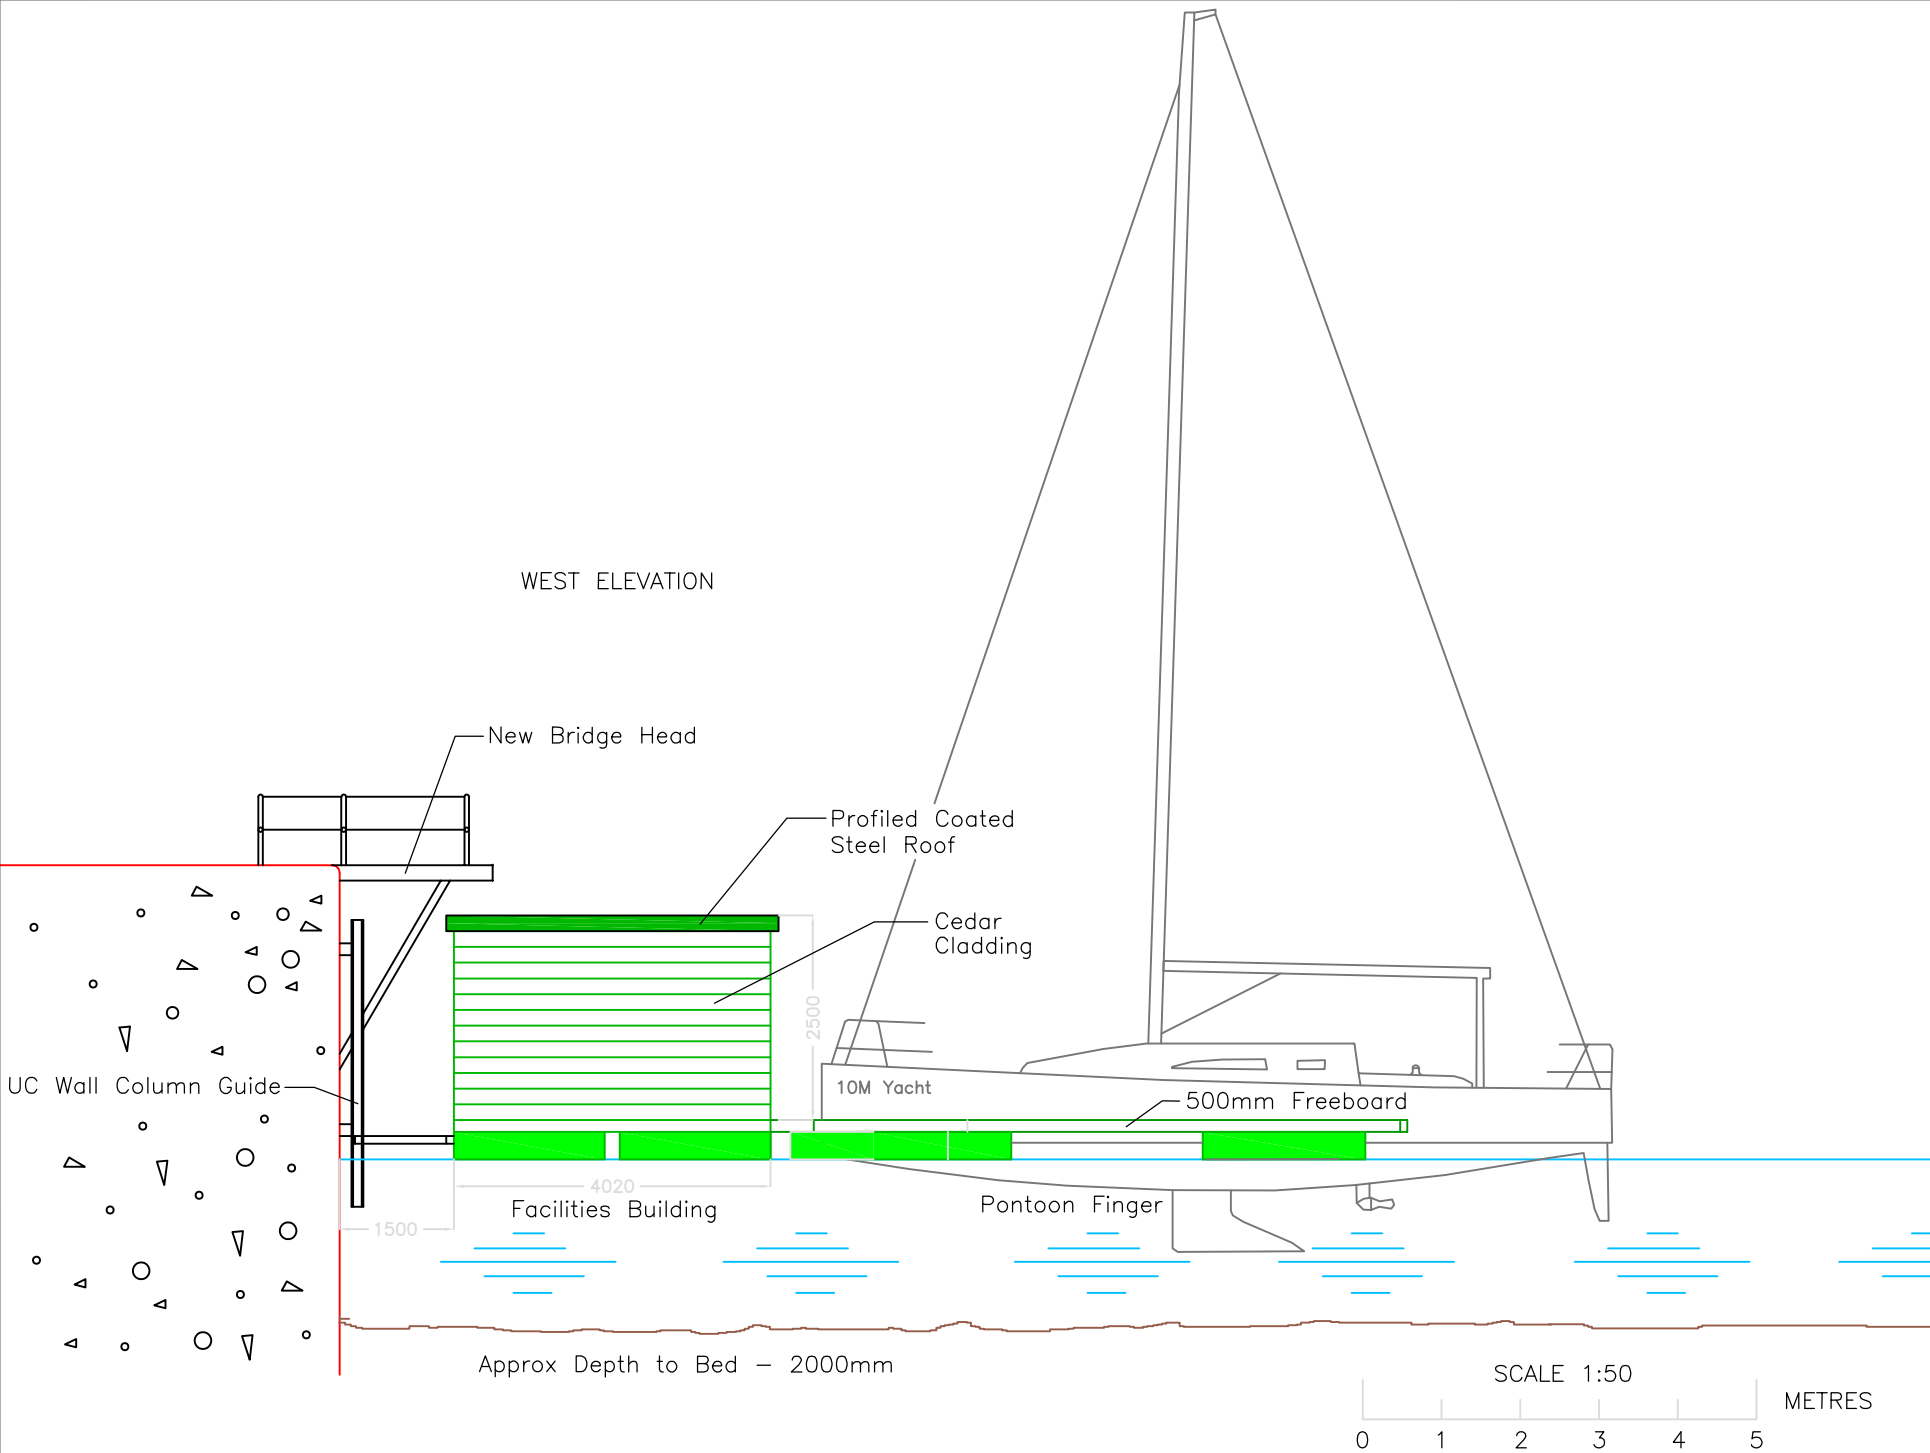 WEST ELEVATION
New Bridge Head
Profiled Coated
Steel Roof
Cedar
Cladding
2500
UC Wall Column Guide
10M Yacht
500mm Freeboard
4020
Facilities Building
Pontoon Finger
1500
Approx Depth to Bed - 2000mm
SCALE 1:50
METRES
0 1 2 3 4 5